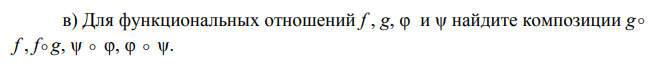 в) Для функциональных отношений f , g, φ и ψ найдите композиции g∘
f , f∘g, ψ ∘ φ, φ ∘ ψ.